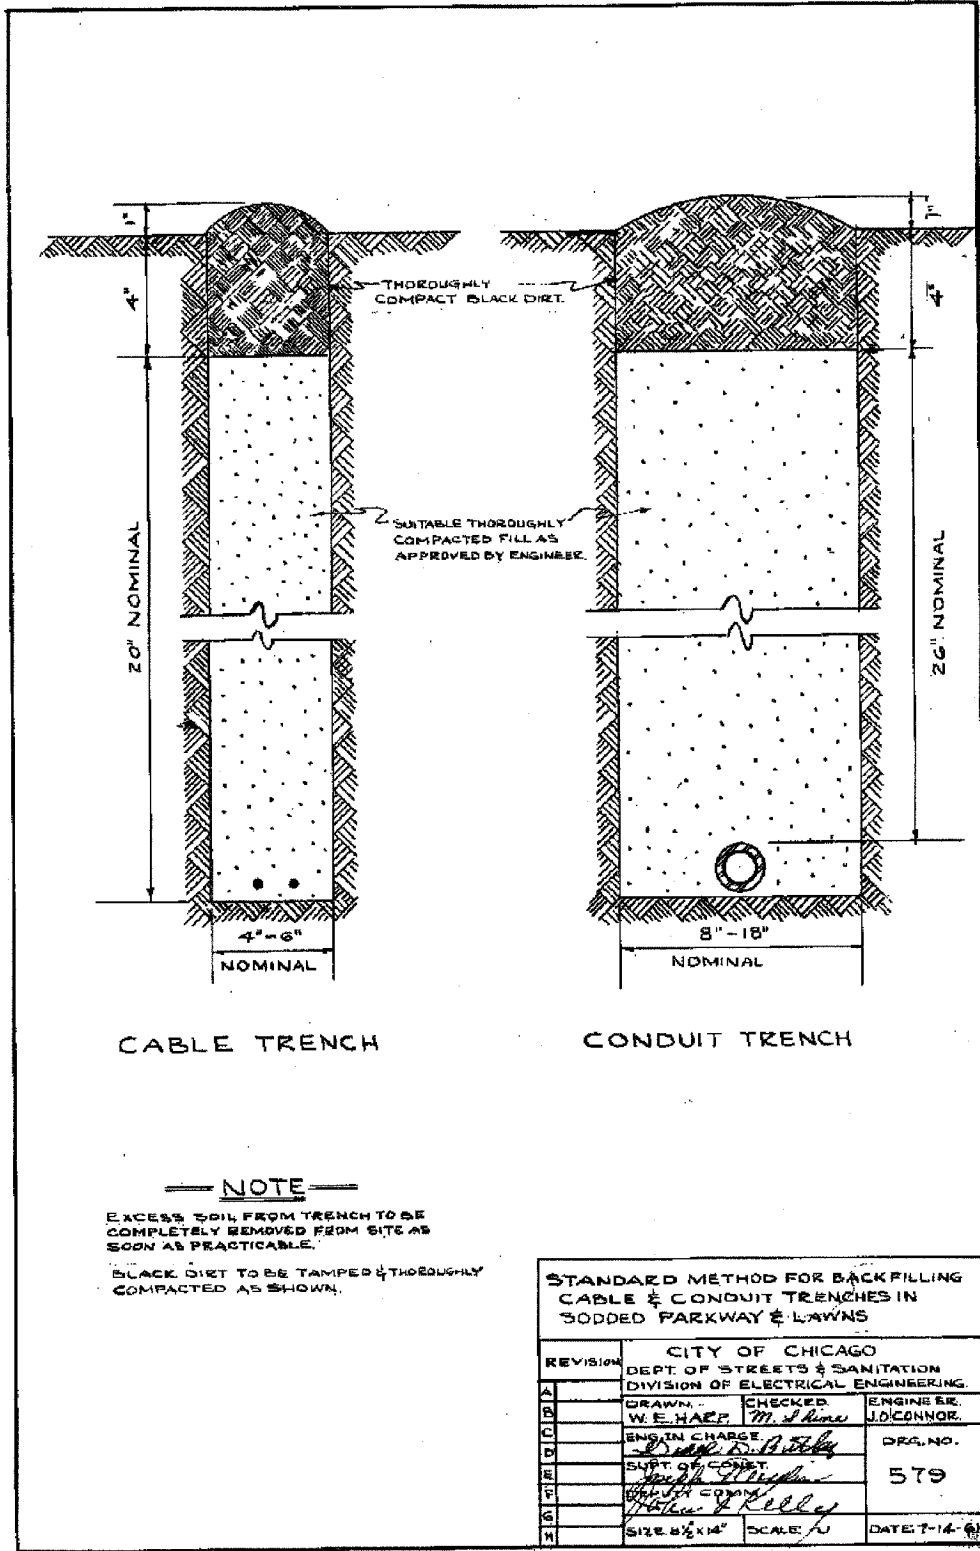 1"
1"
4"
4"
THOROUGHLY
COMPACT BLACK DIRT.
SUITABLE THOROUGHLY
COMPACTED FILL AS
APPROVED BY ENGINEER.
20" NOMINAL
26" NOMINAL
4"-6"
NOMINAL
8"-18"
NOMINAL
CABLE TRENCH
CONDUIT TRENCH
NOTE
EXCESS SOIL FROM TRENCH TO BE
COMPLETELY REMOVED FROM SITE AS
SOON AS PRACTICABLE.
BLACK DIRT TO BE TAMPED & THOROUGHLY
COMPACTED AS SHOWN.
STANDARD METHOD FOR BACKFILLING
CABLE & CONDUIT TRENCHES IN
SODDED PARKWAY & LAWNS
REVISION
CITY OF CHICAGO
DEPT. OF STREETS & SANITATION
DIVISION OF ELECTRICAL ENGINEERING.
A
B
C
D
E
F
G
H
DRAWN.
W.E. HARP.
CHECKED.
ENGINEER.
J.O'CONNOR.
ENG. IN CHARGE.
SUPT. OF CONST.
Joseph
DEPUTY COMM.
Kelly
DRG. NO.
579
SIZE 8½ x 14"
SCALE
DATE 7-14-